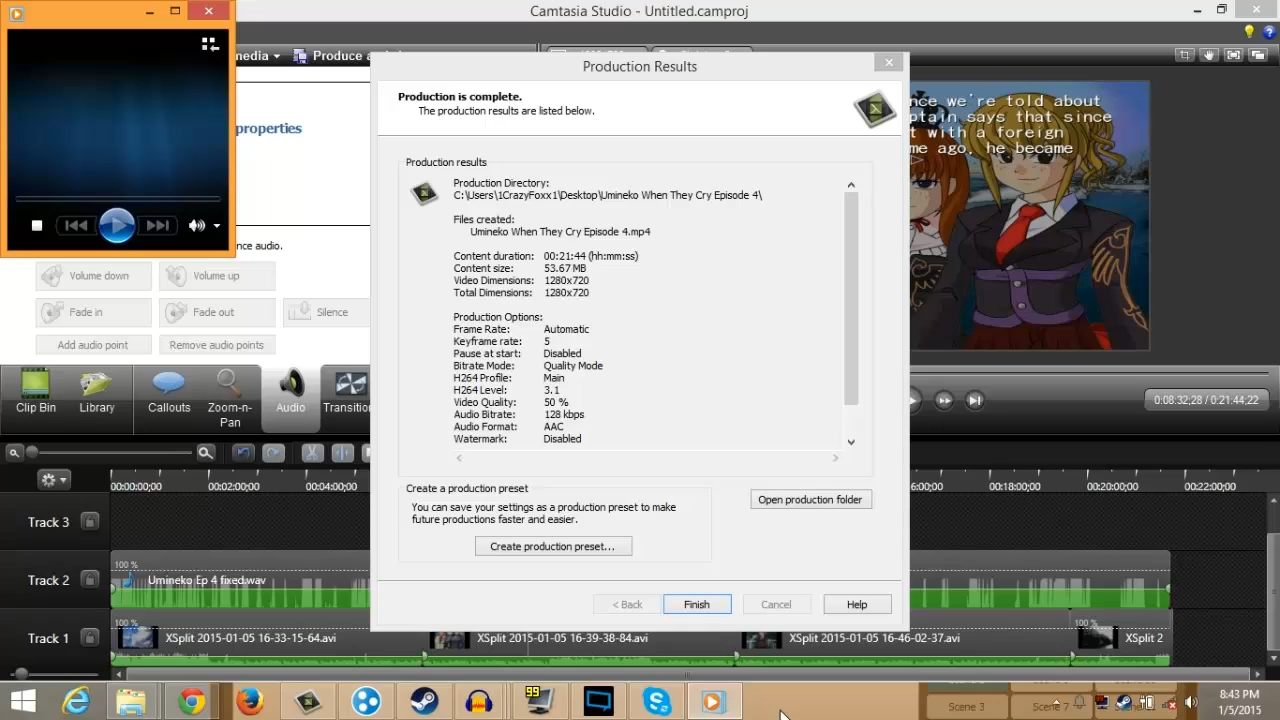 Camtasia Studio - Untitled.camproj
media
Produce a
properties
Production Results
Production is complete.
The production results are listed below.
nce we're told about
ptain says that since
t with a foreign
me ago, he became
Production results
Production Directory:
C:\Users\1CrazyFoxx1\Desktop\Umineko When They Cry Episode 4\
Files created:
Umineko When They Cry Episode 4.mp4
Content duration: 00:21:44 (hh:mm:ss)
Content size: 53.67 MB
Video Dimensions: 1280x720
Total Dimensions: 1280x720
Production Options:
Frame Rate: Automatic
Keyframe rate: 5
Pause at start: Disabled
Bitrate Mode: Quality Mode
H264 Profile: Main
H264 Level: 3.1
Video Quality: 50 %
Audio Bitrate: 128 kbps
Audio Format: AAC
Watermark: Disabled
Create a production preset
You can save your settings as a production preset to make
future productions faster and easier.
Create production preset...
Open production folder
< Back
Finish
Cancel
Help
nce audio.
Volume down
Volume up
Fade in
Fade out
Silence
Add audio point
Remove audio points
Clip Bin
Library
Callouts
Zoom-n-
Pan
Audio
Transition
0:08:32;28 / 0:21:44;22
00:00:00;00
00:02:00;00
00:04:00;00
6:00;00
00:18:00;00
00:20:00;00
00:22:00;00
Track 3
Track 2
100 %
Umineko Ep 4 fixed.wav
Track 1
100 %
XSplit 2015-01-05 16-33-15-64.avi
XSplit 2015-01-05 16-39-38-84.avi
XSplit 2015-01-05 16-46-02-37.avi
100 %
XSplit 2
99
Scene 3
Scene 7
8:43 PM
1/5/2015